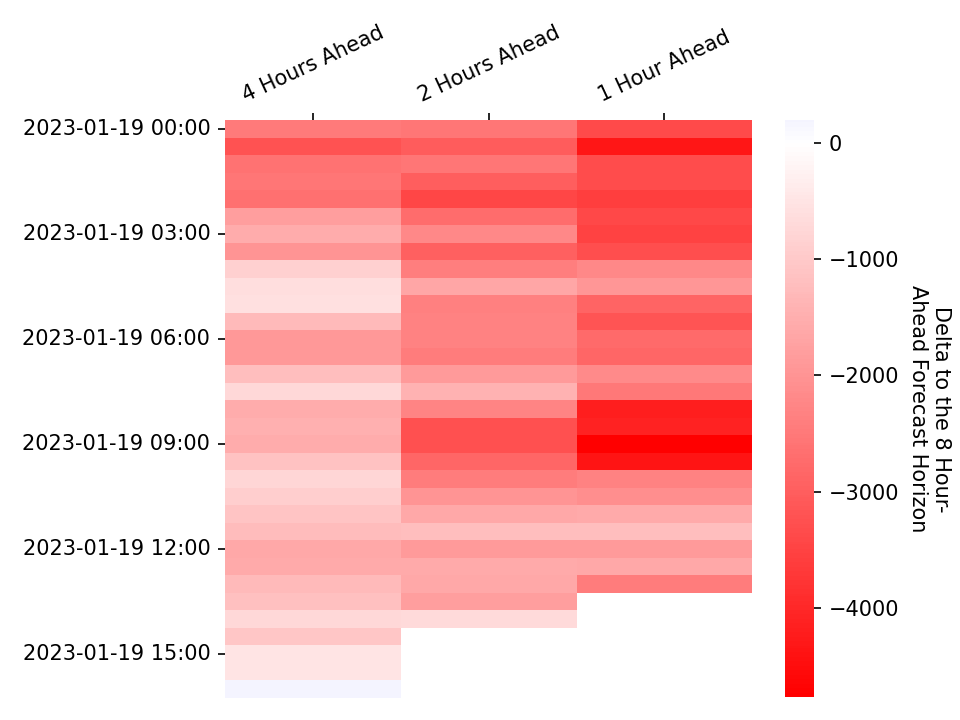 4 Hours Ahead
2 Hours Ahead
1 Hour Ahead
2023-01-19 00:00
2023-01-19 03:00
2023-01-19 06:00
2023-01-19 09:00
2023-01-19 12:00
2023-01-19 15:00
0
−1000
−2000
−3000
−4000
Delta to the 8 Hour-
Ahead Forecast Horizon